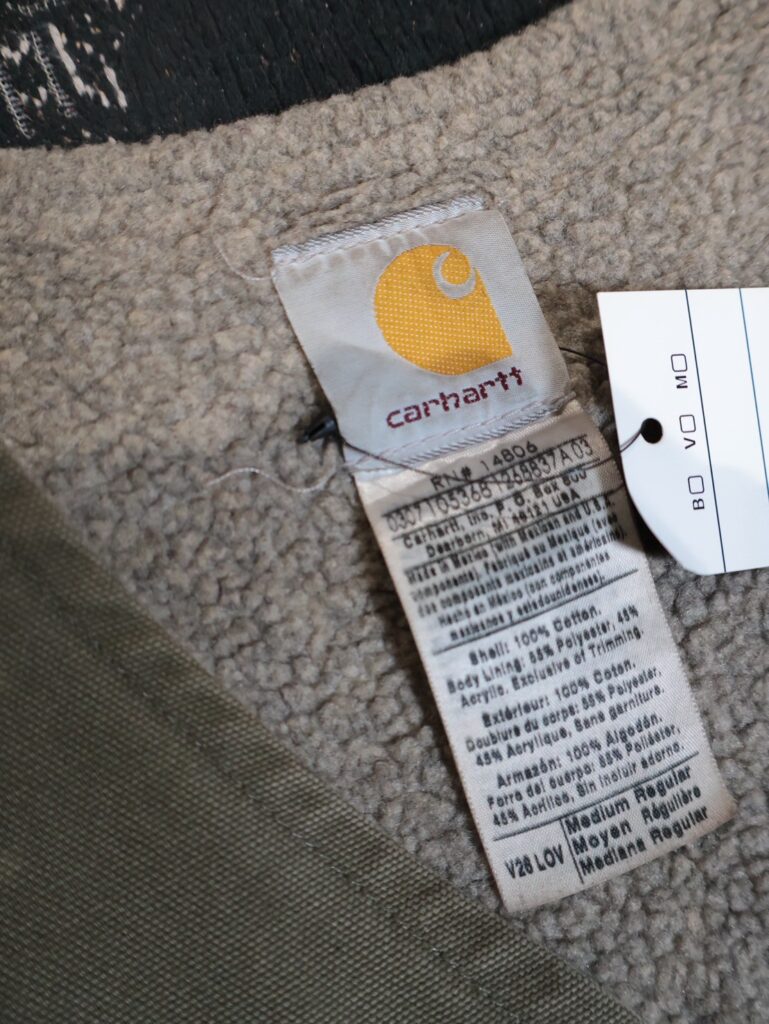 carhartt
RN# 14806
03071053681268837A03
Carhartt, Inc. P. O. Box 600
Dearborn, MI 48121 USA
Made in Mexico (with Mexican and U.S.A.
components). Fabriqué au Mexique (avec
des composants mexicains et américains).
Hecho en México (con componentes
mexicanos y estadounidenses).
Shell: 100% Cotton.
Body Lining: 55% Polyester, 45%
Acrylic. Exclusive of Trimming.
Extérieur: 100% Coton.
Doublure du corps: 55% Polyester,
45% Acrylique, Sans garniture.
Armazón: 100% Algodón.
Forro del cuerpo: 55% Poliéster,
45% Acrílico, Sin incluir adorno.
V26 LOV
Medium Regular
Moyen Régulière
Mediana Regular
B
V
M